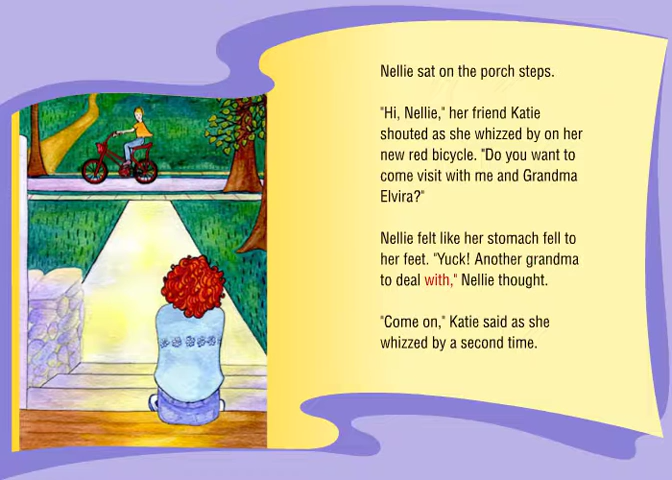 Nellie sat on the porch steps.
"Hi, Nellie," her friend Katie
shouted as she whizzed by on her
new red bicycle. "Do you want to
come visit with me and Grandma
Elvira?"
Nellie felt like her stomach fell to
her feet. "Yuck! Another grandma
to deal with," Nellie thought.
"Come on," Katie said as she
whizzed by a second time.